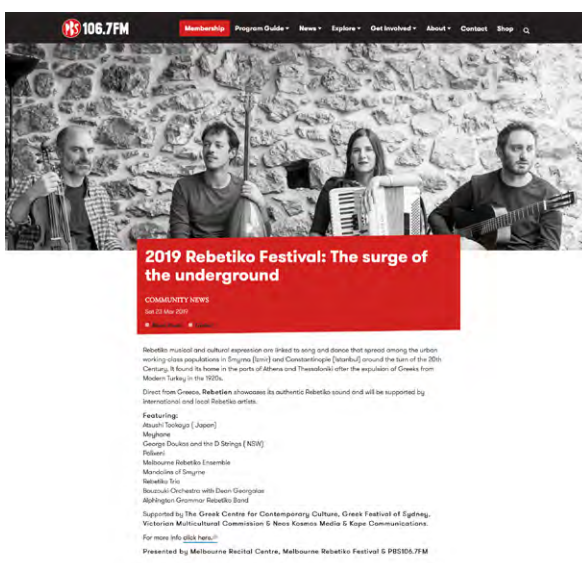 PBS 106.7FM
Membership Program Guide News Explore Get Involved About Contact Shop
2019 Rebetiko Festival: The surge of
the underground
COMMUNITY NEWS
Sat 23 Mar 2019
Rebetiko musical and cultural expression are linked to song and dance that spread among the urban
working-class populations in Smyrna (Izmir) and Constantinople (Istanbul) around the turn of the 20th
Century. It found its home in the ports of Athens and Thessaloniki after the expulsion of Greeks from
Modern Turkey in the 1920s.
Direct from Greece, Rebetien showcases its authentic Rebetiko sound and will be supported by
international and local Rebetiko artists.
Featuring:
Atsushi Tsokaya ( Japan)
Meyhane
George Doukas and the D Strings ( NSW)
Polixeni
Melbourne Rebetiko Ensemble
Mandolins of Smyrne
Rebetiko Trio
Bouzouki Orchestra with Dean Georgalas
Alphington Grammar Rebetiko Band
Supported by The Greek Centre for Contemporary Culture, Greek Festival of Sydney,
Victorian Multicultural Commission & Neos Kosmos Media & Kape Communications.
For more info click here.
Presented by Melbourne Recital Centre, Melbourne Rebetiko Festival & PBS106.7FM